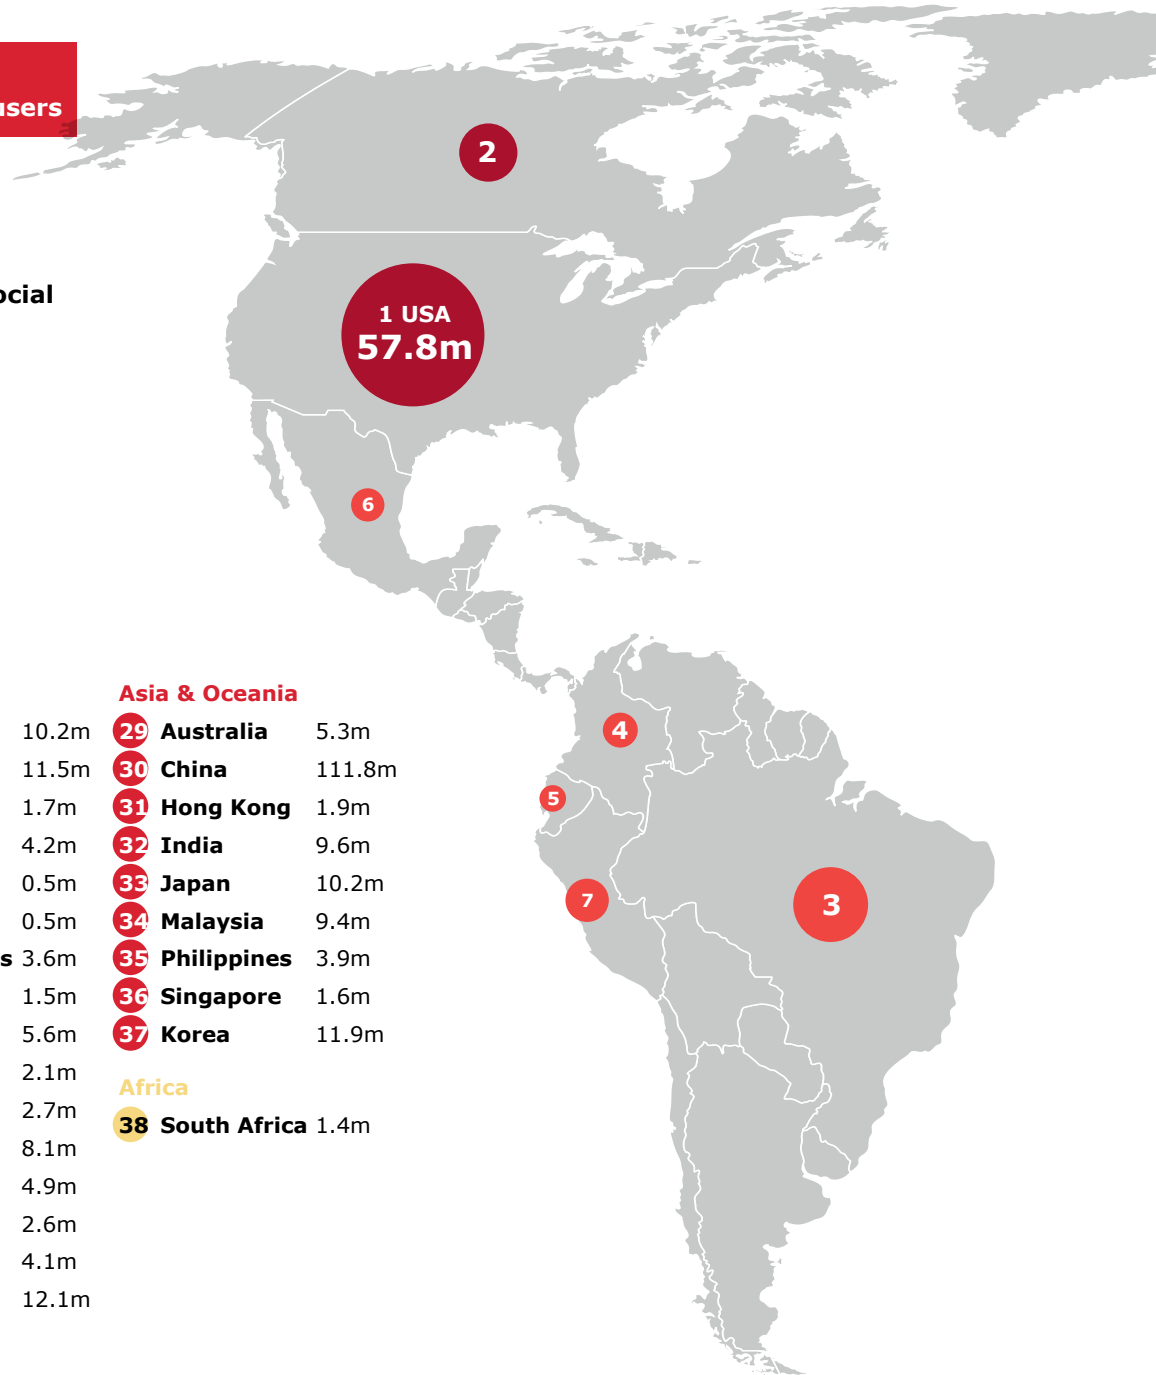 users
ocial
2
1 USA
57.8m
6
4
5
7
3
10.2m
11.5m
1.7m
4.2m
0.5m
0.5m
s 3.6m
1.5m
5.6m
2.1m
2.7m
8.1m
4.9m
2.6m
4.1m
12.1m
Asia & Oceania
29 Australia 5.3m
30 China 111.8m
31 Hong Kong 1.9m
32 India 9.6m
33 Japan 10.2m
34 Malaysia 9.4m
35 Philippines 3.9m
36 Singapore 1.6m
37 Korea 11.9m
Africa
38 South Africa 1.4m